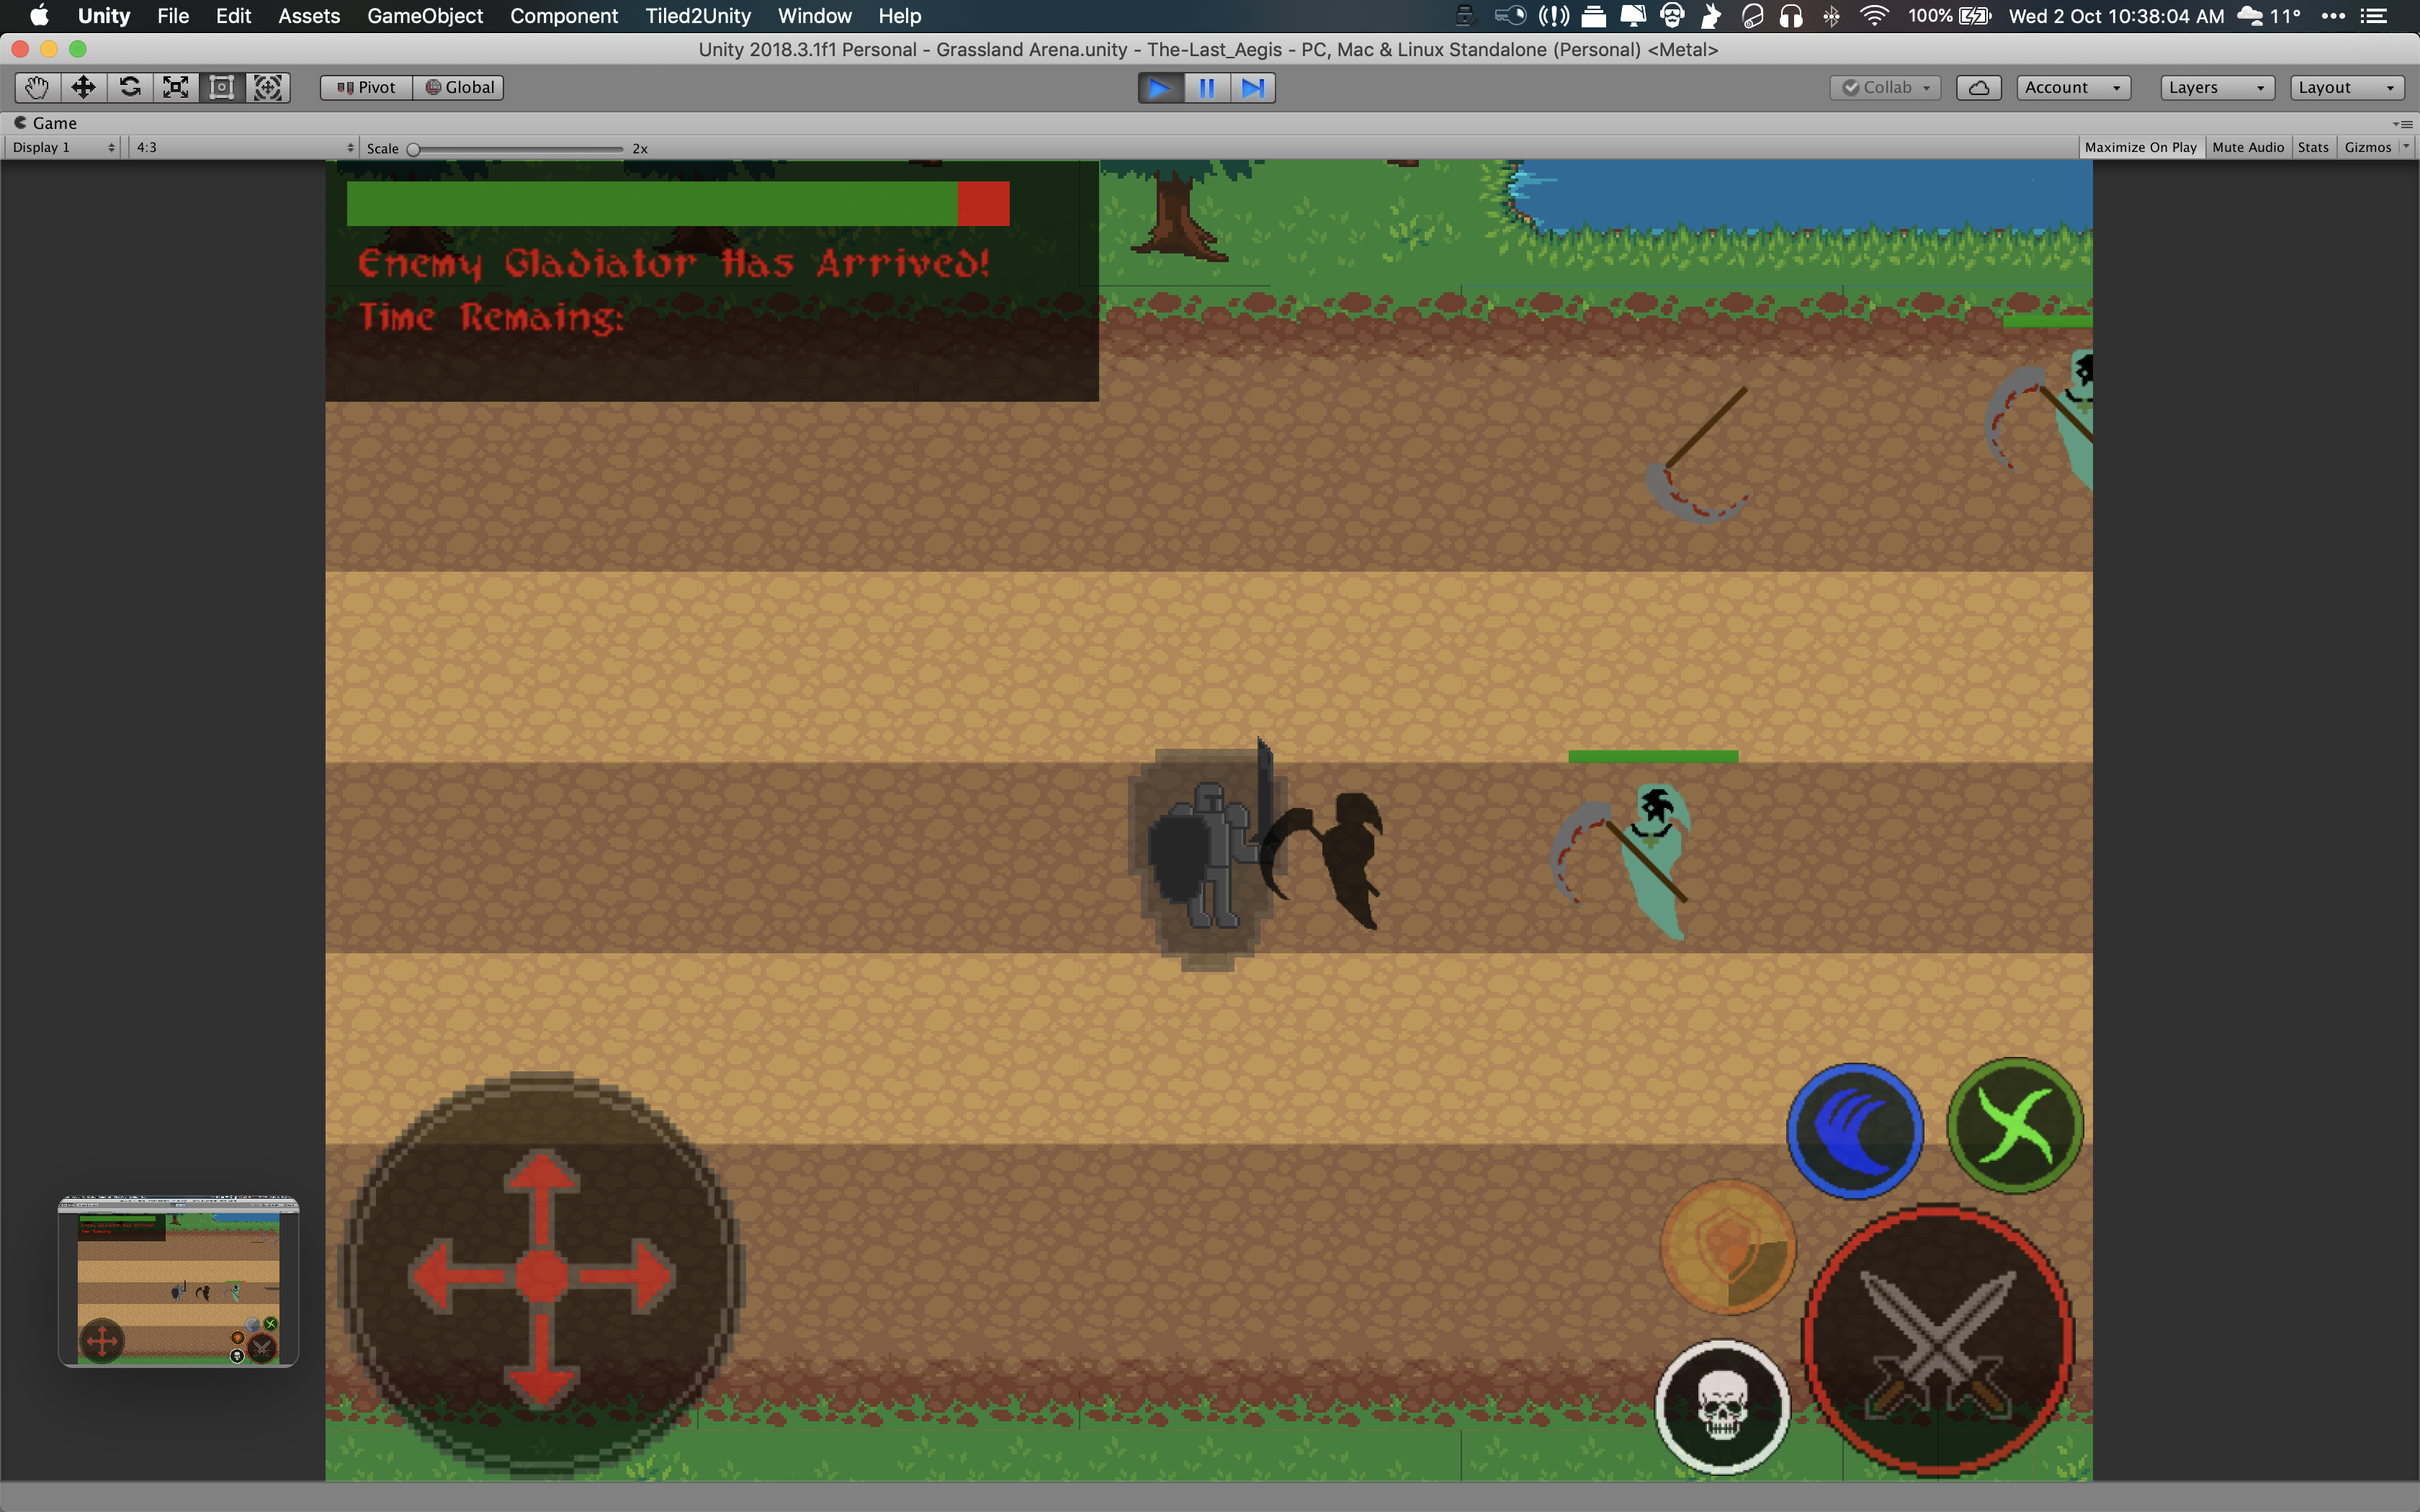 Unity File Edit Assets GameObject Component Tiled2Unity Window Help 100% Wed 2 Oct 10:38:04 AM 11°
Unity 2018.3.1f1 Personal - Grassland Arena.unity - The-Last_Aegis - PC, Mac & Linux Standalone (Personal) <Metal>
Pivot Global Collab Account Layers Layout
Game
Display 1 4:3 Scale 2x Maximize On Play Mute Audio Stats Gizmos
Enemy Gladiator Has Arrived!
Time Remaing: